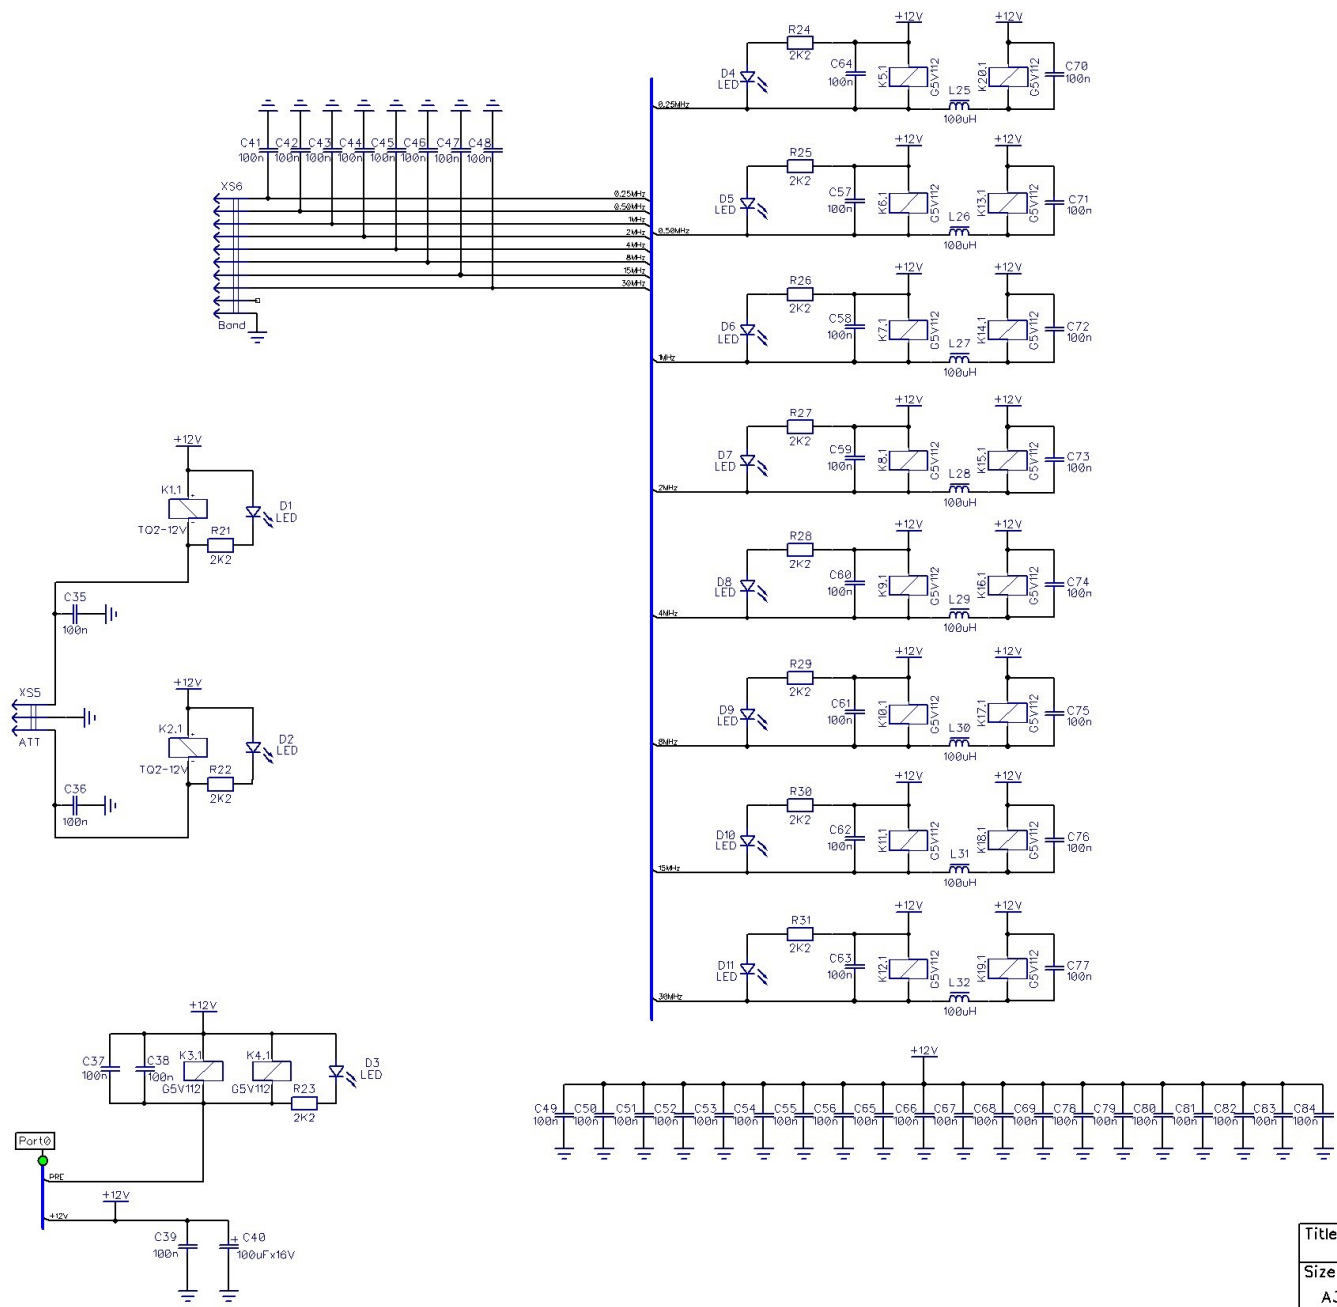 +12V
+12V
R24
2K2
C64
100n
D4
LED
K5.1
G5V112
K20.1
G5V112
C70
100n
L25
100uH
0.25MHz
C41
100n
C42
100n
C43
100n
C44
100n
C45
100n
C46
100n
C47
100n
C48
100n
XS6
0.25MHz
0.50MHz
1MHz
2MHz
4MHz
8MHz
15MHz
30MHz
Band
+12V
+12V
R25
2K2
C57
100n
D5
LED
K6.1
G5V112
K13.1
G5V112
C71
100n
L26
100uH
0.50MHz
+12V
+12V
R26
2K2
C58
100n
D6
LED
K7.1
G5V112
K14.1
G5V112
C72
100n
L27
100uH
1MHz
+12V
+12V
R27
2K2
C59
100n
D7
LED
K8.1
G5V112
K15.1
G5V112
C73
100n
L28
100uH
2MHz
+12V
K1.1
TQ2-12V
R21
2K2
D1
LED
C35
100n
+12V
+12V
R28
2K2
C60
100n
D8
LED
K9.1
G5V112
K16.1
G5V112
C74
100n
L29
100uH
4MHz
XS5
ATT
+12V
K2.1
TQ2-12V
R22
2K2
D2
LED
C36
100n
+12V
+12V
R29
2K2
C61
100n
D9
LED
K10.1
G5V112
K17.1
G5V112
C75
100n
L30
100uH
8MHz
+12V
+12V
R30
2K2
C62
100n
D10
LED
K11.1
G5V112
K18.1
G5V112
C76
100n
L31
100uH
15MHz
+12V
+12V
R31
2K2
C63
100n
D11
LED
K12.1
G5V112
K19.1
G5V112
C77
100n
L32
100uH
30MHz
+12V
C37
100n
C38
100n
K3.1
G5V112
K4.1
G5V112
R23
2K2
D3
LED
Port0
PRE
+12V
+12V
C39
100n
C40
+
100uFx16V
+12V
C49
100n
C50
100n
C51
100n
C52
100n
C53
100n
C54
100n
C55
100n
C56
100n
C65
100n
C66
100n
C67
100n
C68
100n
C69
100n
C78
100n
C79
100n
C80
100n
C81
100n
C82
100n
C83
100n
C84
100n
Title
Size